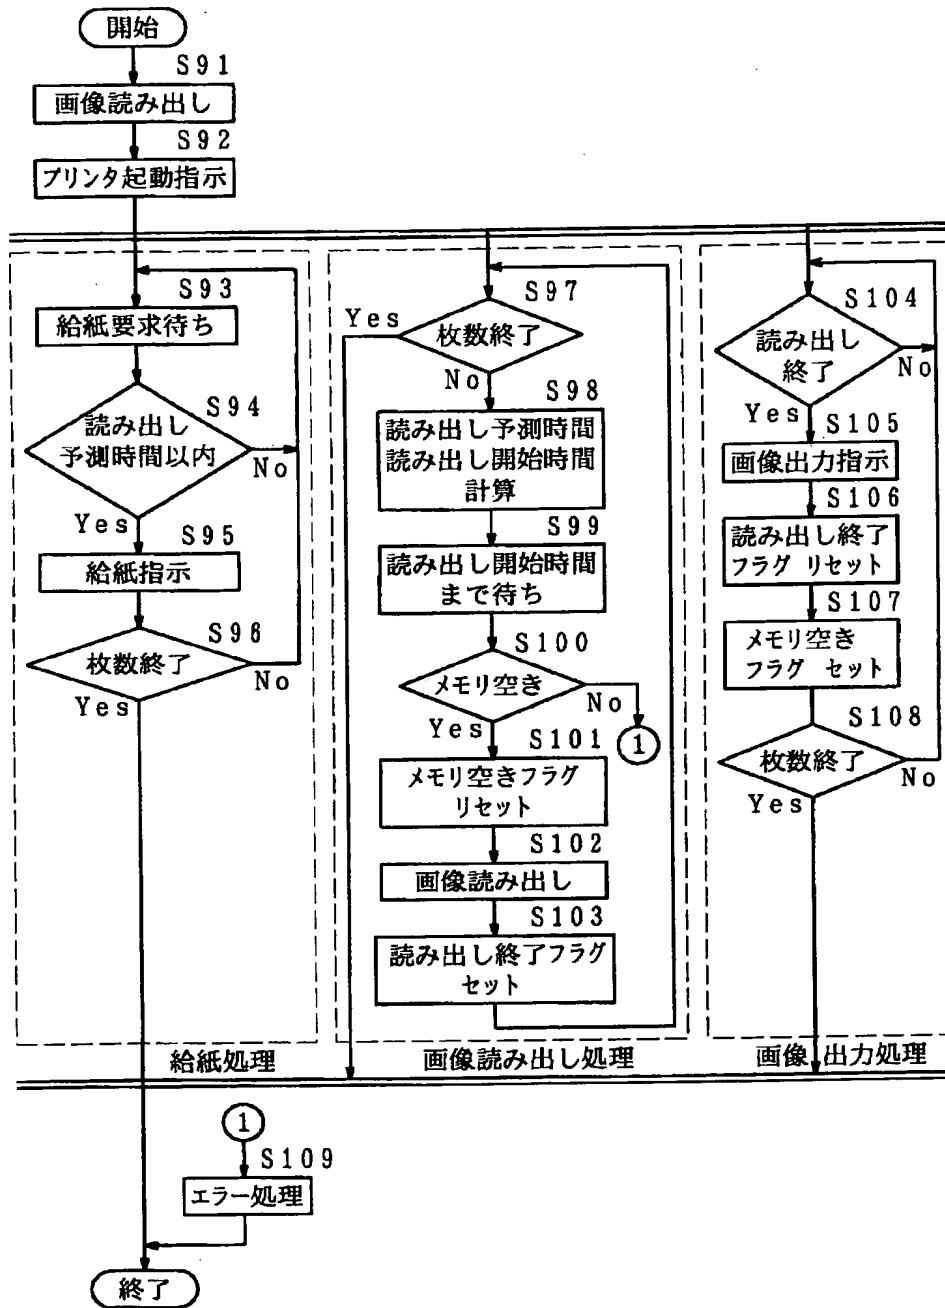 開始
S91
画像読み出し
S92
プリンタ起動指示
S93
給紙要求待ち
S94
読み出し
予測時間以内
No
Yes
S95
給紙指示
S96
枚数終了
No
Yes
給紙処理
S97
Yes
枚数終了
No
S98
読み出し予測時間
読み出し開始時間
計算
S99
読み出し開始時間
まで待ち
S100
メモリ空き
No
Yes
①
S101
メモリ空きフラグ
リセット
S102
画像読み出し
S103
読み出し終了フラグ
セット
画像読み出し処理
S104
読み出し
終了
No
Yes
S105
画像出力指示
S106
読み出し終了
フラグ リセット
S107
メモリ空き
フラグ セット
S108
枚数終了
No
Yes
画像出力処理
①
S109
エラー処理
終了